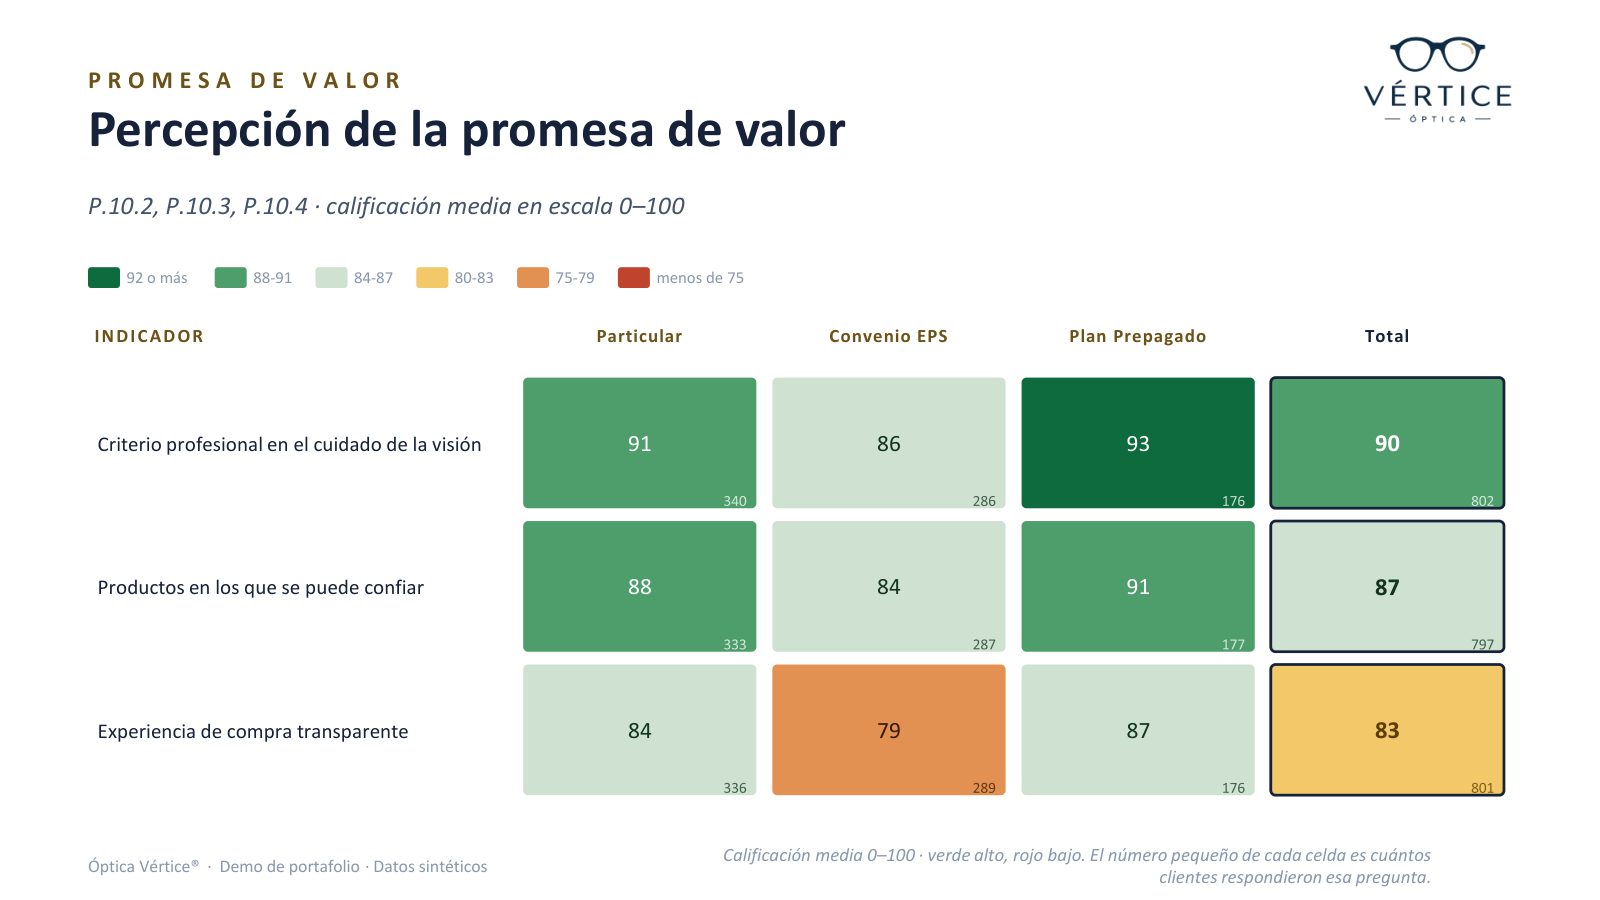 PROMESA DE VALOR
Percepción de la promesa de valor
VÉRTICE
ÓPTICA
P.10.2, P.10.3, P.10.4 · calificación media en escala 0–100
92 o más 88-91 84-87 80-83 75-79 menos de 75
INDICADOR Particular Convenio EPS Plan Prepagado Total
Criterio profesional en el cuidado de la visión 91 86 93 90
340 286 176 802
Productos en los que se puede confiar 88 84 91 87
333 287 177 797
Experiencia de compra transparente 84 79 87 83
336 289 176 801
Óptica Vértice® · Demo de portafolio · Datos sintéticos
Calificación media 0–100 · verde alto, rojo bajo. El número pequeño de cada celda es cuántos
clientes respondieron esa pregunta.